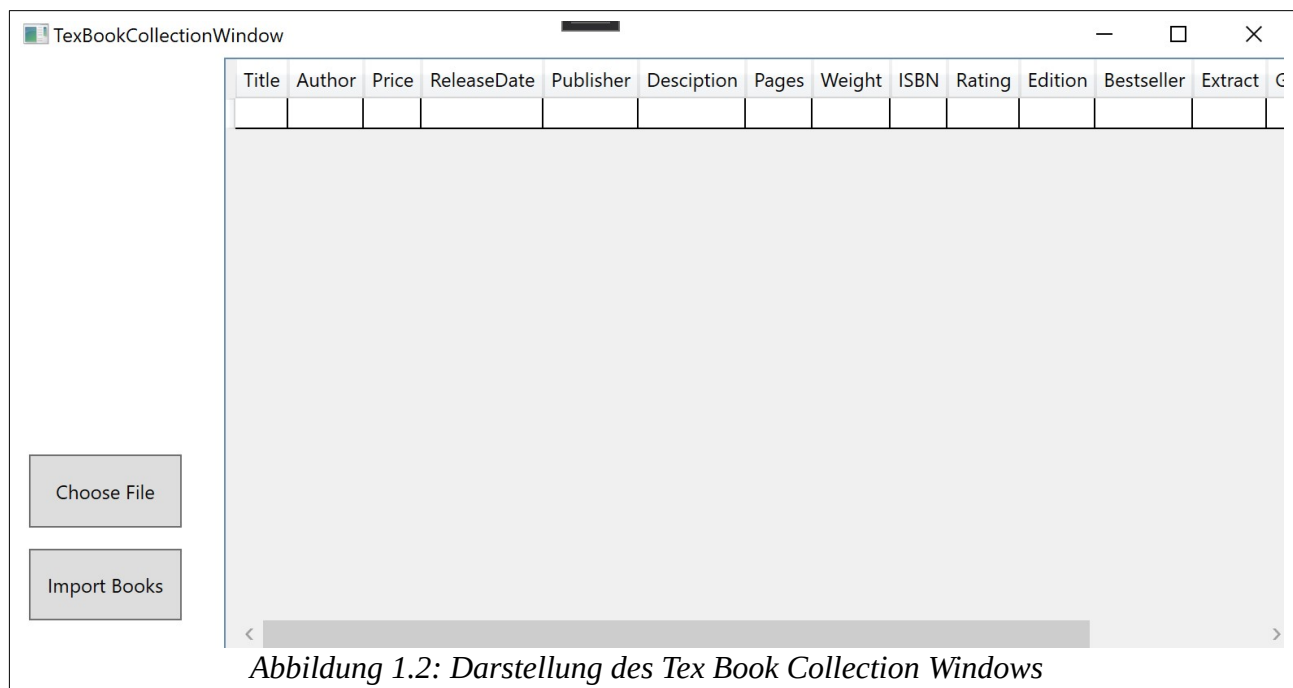 TexBookCollectionWindow
Title Author Price ReleaseDate Publisher Desciption Pages Weight ISBN Rating Edition Bestseller Extract G
Choose File
Import Books
Abbildung 1.2: Darstellung des Tex Book Collection Windows